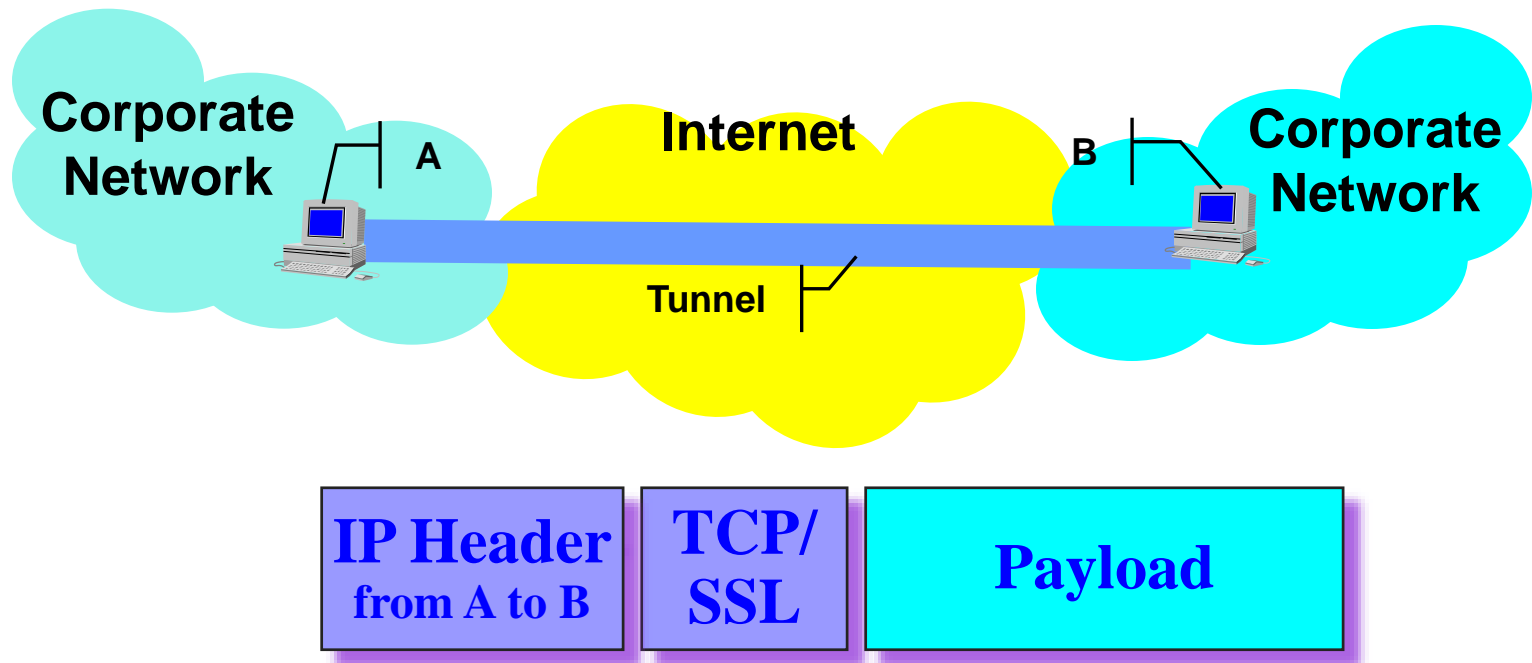 Corporate
Network
A
Internet
B
Corporate
Network
Tunnel
IP Header
from A to B
TCP/
SSL
Payload